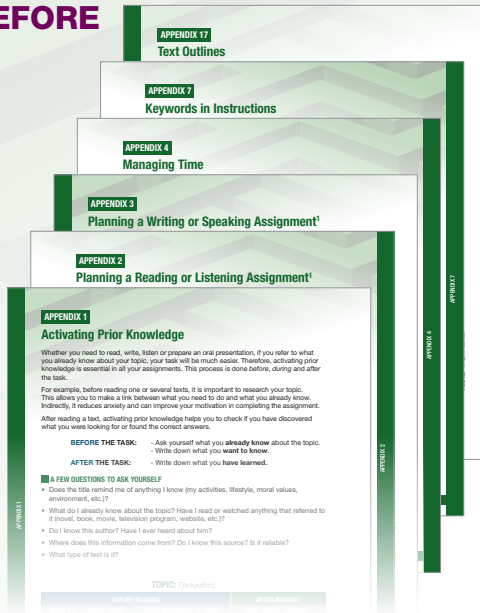 EFORE
APPENDIX 17
Text Outlines
APPENDIX 7
Keywords in Instructions
APPENDIX 4
Managing Time
APPENDIX 3
Planning a Writing or Speaking Assignment¹
APPENDIX 2
Planning a Reading or Listening Assignment¹
APPENDIX 1
Activating Prior Knowledge
Whether you need to read, write, listen or prepare an oral presentation, if you refer to what
you already know about your topic, your task will be much easier. Therefore, activating prior
knowledge is essential in all your assignments. This process is done before, during and after
the task.
For example, before reading one or several texts, it is important to research your topic.
This allows you to make a link between what you need to do and what you already know.
Indirectly, it reduces anxiety and can improve your motivation in completing the assignment.
After reading a text, activating prior knowledge helps you to check if you have discovered
what you were looking for or found the correct answers.
BEFORE THE TASK: - Ask yourself what you already know about the topic.
- Write down what you want to know.
AFTER THE TASK: - Write down what you have learned.
A FEW QUESTIONS TO ASK YOURSELF
• Does the title remind me of anything I know (my activities, lifestyle, moral values,
environment, etc.)?
• What do I already know about the topic? Have I read or watched anything that referred to
it (novel, book, movie, television program, website, etc.)?
• Do I know this author? Have I ever heard about him?
• Where does this information come from? Do I know this source? Is it reliable?
• What type of text is it?
TOPIC:
BEFORE READING
AFTER READING
APPENDIX 1
APPENDIX 2
APPENDIX 4
APPENDIX 7